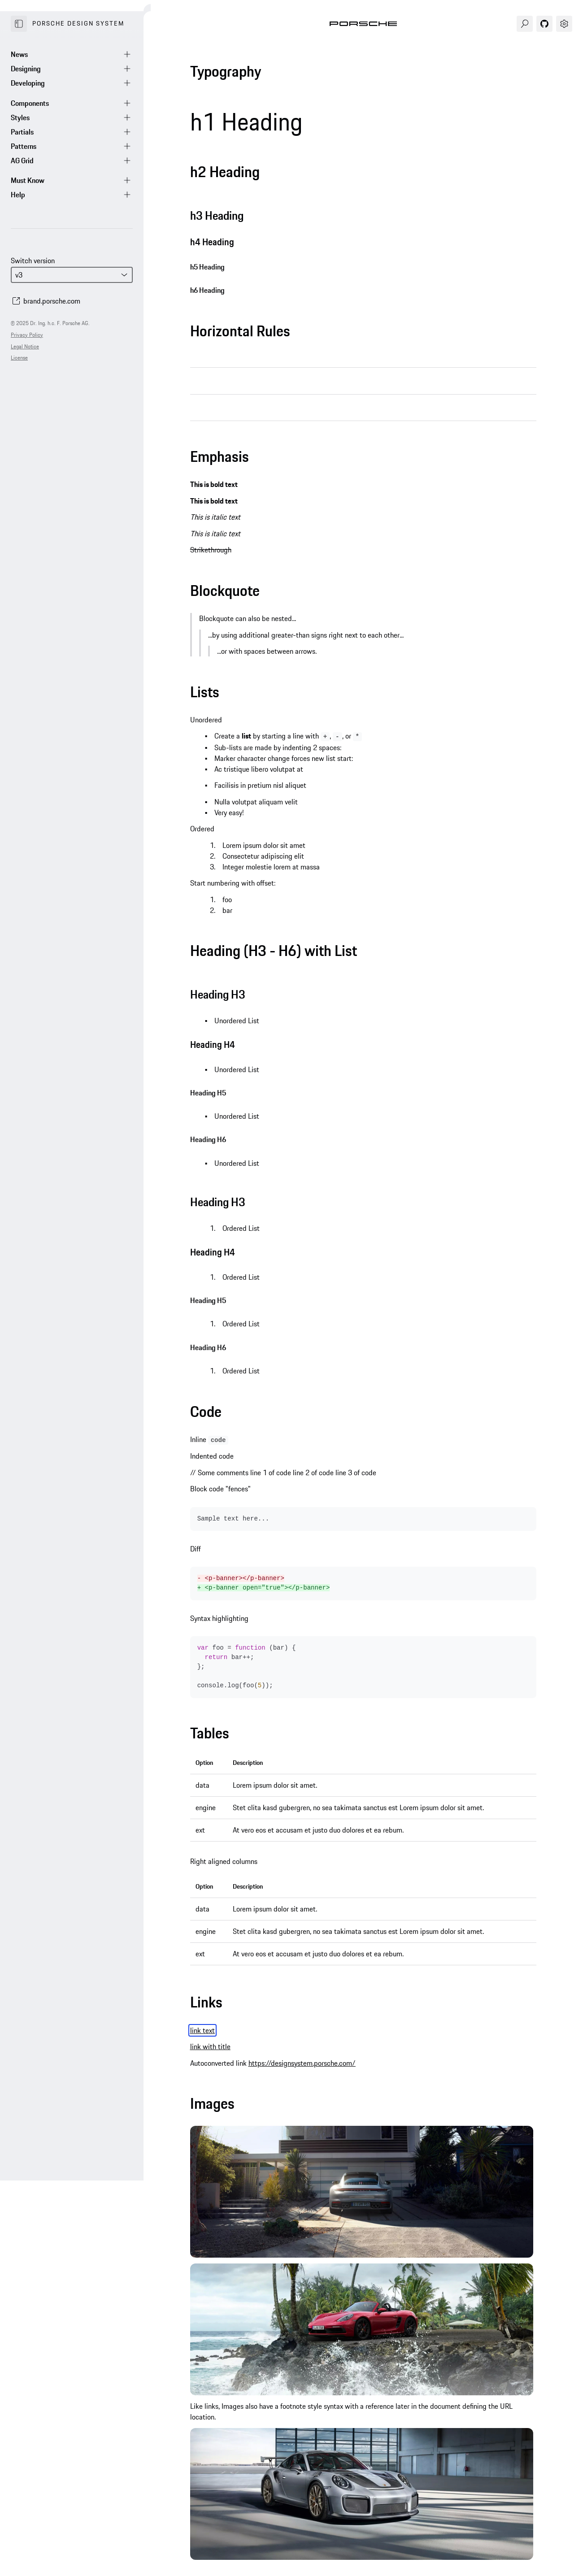 PORSCHE DESIGN SYSTEM
PORSCHE
News
Designing
Developing
Components
Styles
Partials
Patterns
AG Grid
Must Know
Help
Switch version
v3
brand.porsche.com
© 2025 Dr. Ing. h.c. F. Porsche AG.
Privacy Policy
Legal Notice
License
Typography
h1 Heading
h2 Heading
h3 Heading
h4 Heading
h5 Heading
h6 Heading
Horizontal Rules
Emphasis
This is bold text
This is bold text
This is italic text
This is italic text
Strikethrough
Blockquote
Blockquote can also be nested...
...by using additional greater-than signs right next to each other...
...or with spaces between arrows.
Lists
Unordered
• Create a list by starting a line with + , - , or *
• Sub-lists are made by indenting 2 spaces:
• Marker character change forces new list start:
• Ac tristique libero volutpat at
• Facilisis in pretium nisl aliquet
• Nulla volutpat aliquam velit
• Very easy!
Ordered
1. Lorem ipsum dolor sit amet
2. Consectetur adipiscing elit
3. Integer molestie lorem at massa
Start numbering with offset:
1. foo
2. bar
Heading (H3 - H6) with List
Heading H3
• Unordered List
Heading H4
• Unordered List
Heading H5
• Unordered List
Heading H6
• Unordered List
Heading H3
1. Ordered List
Heading H4
1. Ordered List
Heading H5
1. Ordered List
Heading H6
1. Ordered List
Code
Inline code
Indented code
// Some comments line 1 of code line 2 of code line 3 of code
Block code "fences"
Sample text here...
Diff
- <p-banner></p-banner>
+ <p-banner open="true"></p-banner>
Syntax highlighting
var foo = function (bar) {
return bar++;
};
console.log(foo(5));
Tables
Option Description
data Lorem ipsum dolor sit amet.
engine Stet clita kasd gubergren, no sea takimata sanctus est Lorem ipsum dolor sit amet.
ext At vero eos et accusam et justo duo dolores et ea rebum.
Right aligned columns
Option Description
data Lorem ipsum dolor sit amet.
engine Stet clita kasd gubergren, no sea takimata sanctus est Lorem ipsum dolor sit amet.
ext At vero eos et accusam et justo duo dolores et ea rebum.
Links
link text
link with title
Autoconverted link https://designsystem.porsche.com/
Images
Like links, Images also have a footnote style syntax with a reference later in the document defining the URL
location.